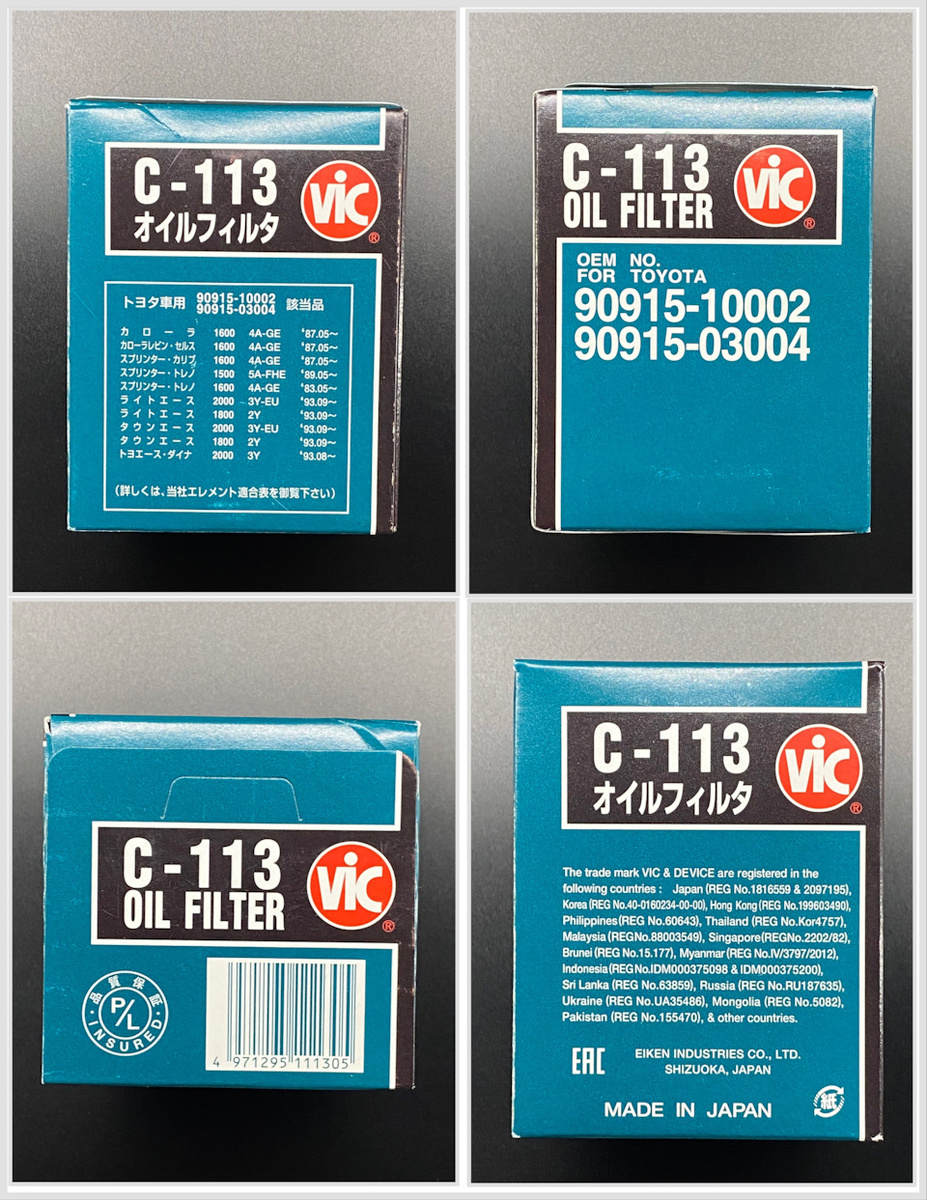 C-113
オイルフィルタ
ViC
®
トヨタ車用 90915-10002 該当品
90915-03004
カローラ 1600 4A-GE '87.05〜
カローラレビン・セルス 1600 4A-GE '87.05〜
スプリンター・カリブ 1600 4A-GE '87.05〜
スプリンター・トレノ 1500 5A-FHE '89.05〜
スプリンター・トレノ 1600 4A-GE '83.05〜
ライトエース 2000 3Y-EU '93.09〜
ライトエース 1800 2Y '93.09〜
タウンエース 2000 3Y-EU '93.09〜
タウンエース 1800 2Y '93.09〜
トヨエース・ダイナ 2000 3Y '93.08〜
(詳しくは、当社エレメント適合表を御覧下さい)
C-113
OIL FILTER
ViC
®
OEM NO.
FOR TOYOTA
90915-10002
90915-03004
C-113
OIL FILTER
ViC
®
品質保証
P/L
・INSURED・
4 971295 111305
C-113
オイルフィルタ
ViC
®
The trade mark VIC & DEVICE are registered in the
following countries : Japan (REG No.1816559 & 2097195),
Korea (REG No.40-0160234-00-00), Hong Kong (REG No.199603490),
Philippines(REG No.60643), Thailand (REG No.Kor4757),
Malaysia (REGNo.88003549), Singapore(REGNo.2202/82),
Brunei (REG No.15.177), Myanmar (REG No.IV/3797/2012),
Indonesia(REGNo.IDM000375098 & IDM000375200),
Sri Lanka (REG No.63859), Russia (REG No.RU187635),
Ukraine (REG No.UA35486), Mongolia (REG No.5082),
Pakistan (REG No.155470), & other countries.
EAC
EIKEN INDUSTRIES CO., LTD.
SHIZUOKA, JAPAN
MADE IN JAPAN
紙